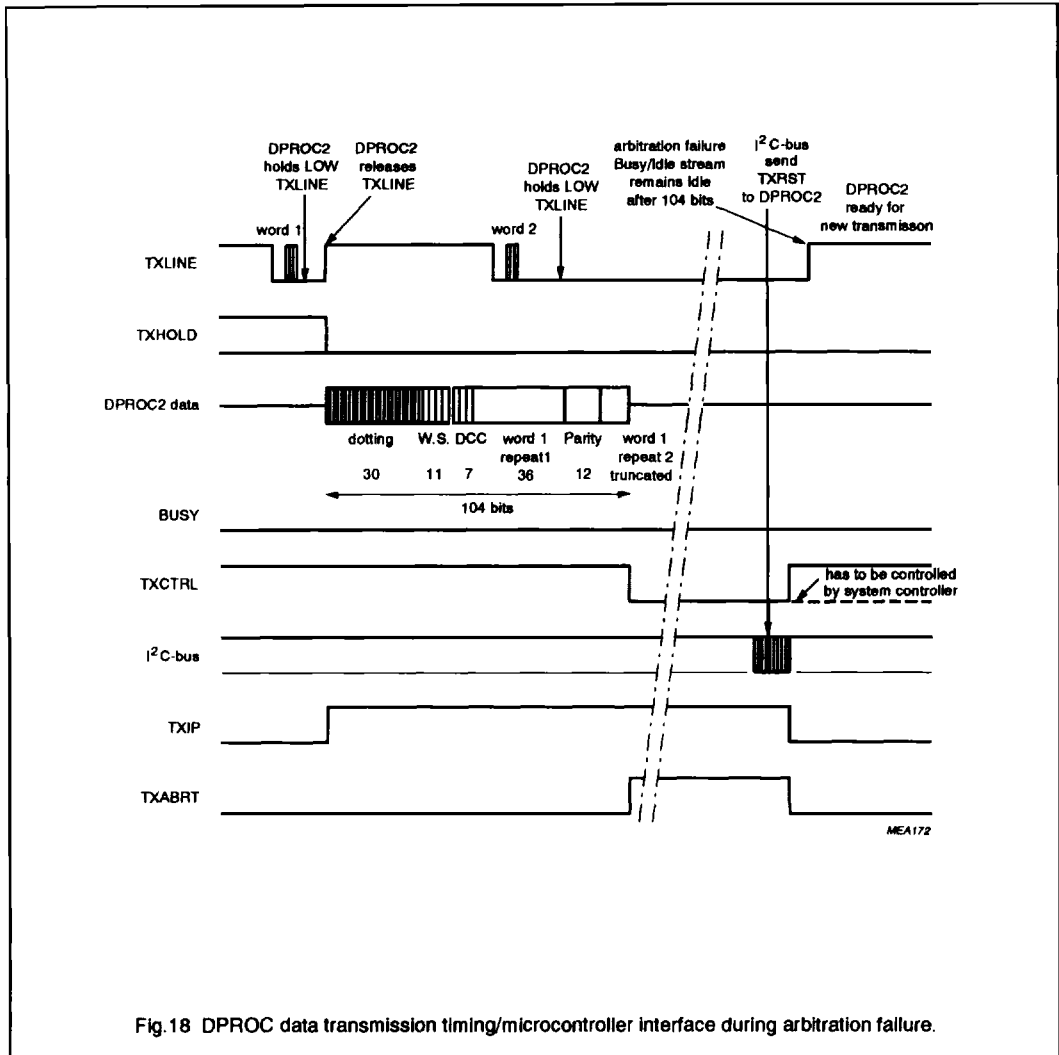 DPROC2
holds LOW
TXLINE
DPROC2
releases
TXLINE
DPROC2
holds LOW
TXLINE
arbitration failure
Busy/Idle stream
remains Idle
after 104 bits
I²C-bus
send
TXRST
to DPROC2
DPROC2
ready for
new transmisson
word 1
word 2
TXLINE
TXHOLD
DPROC2 data
dotting
W.S.
DCC
word 1
repeat1
Parity
word 1
repeat 2
truncated
30
11
7
36
12
104 bits
BUSY
TXCTRL
has to be controlled
by system controller
I²C-bus
TXIP
TXABRT
MEA172
Fig.18 DPROC data transmission timing/microcontroller interface during arbitration failure.